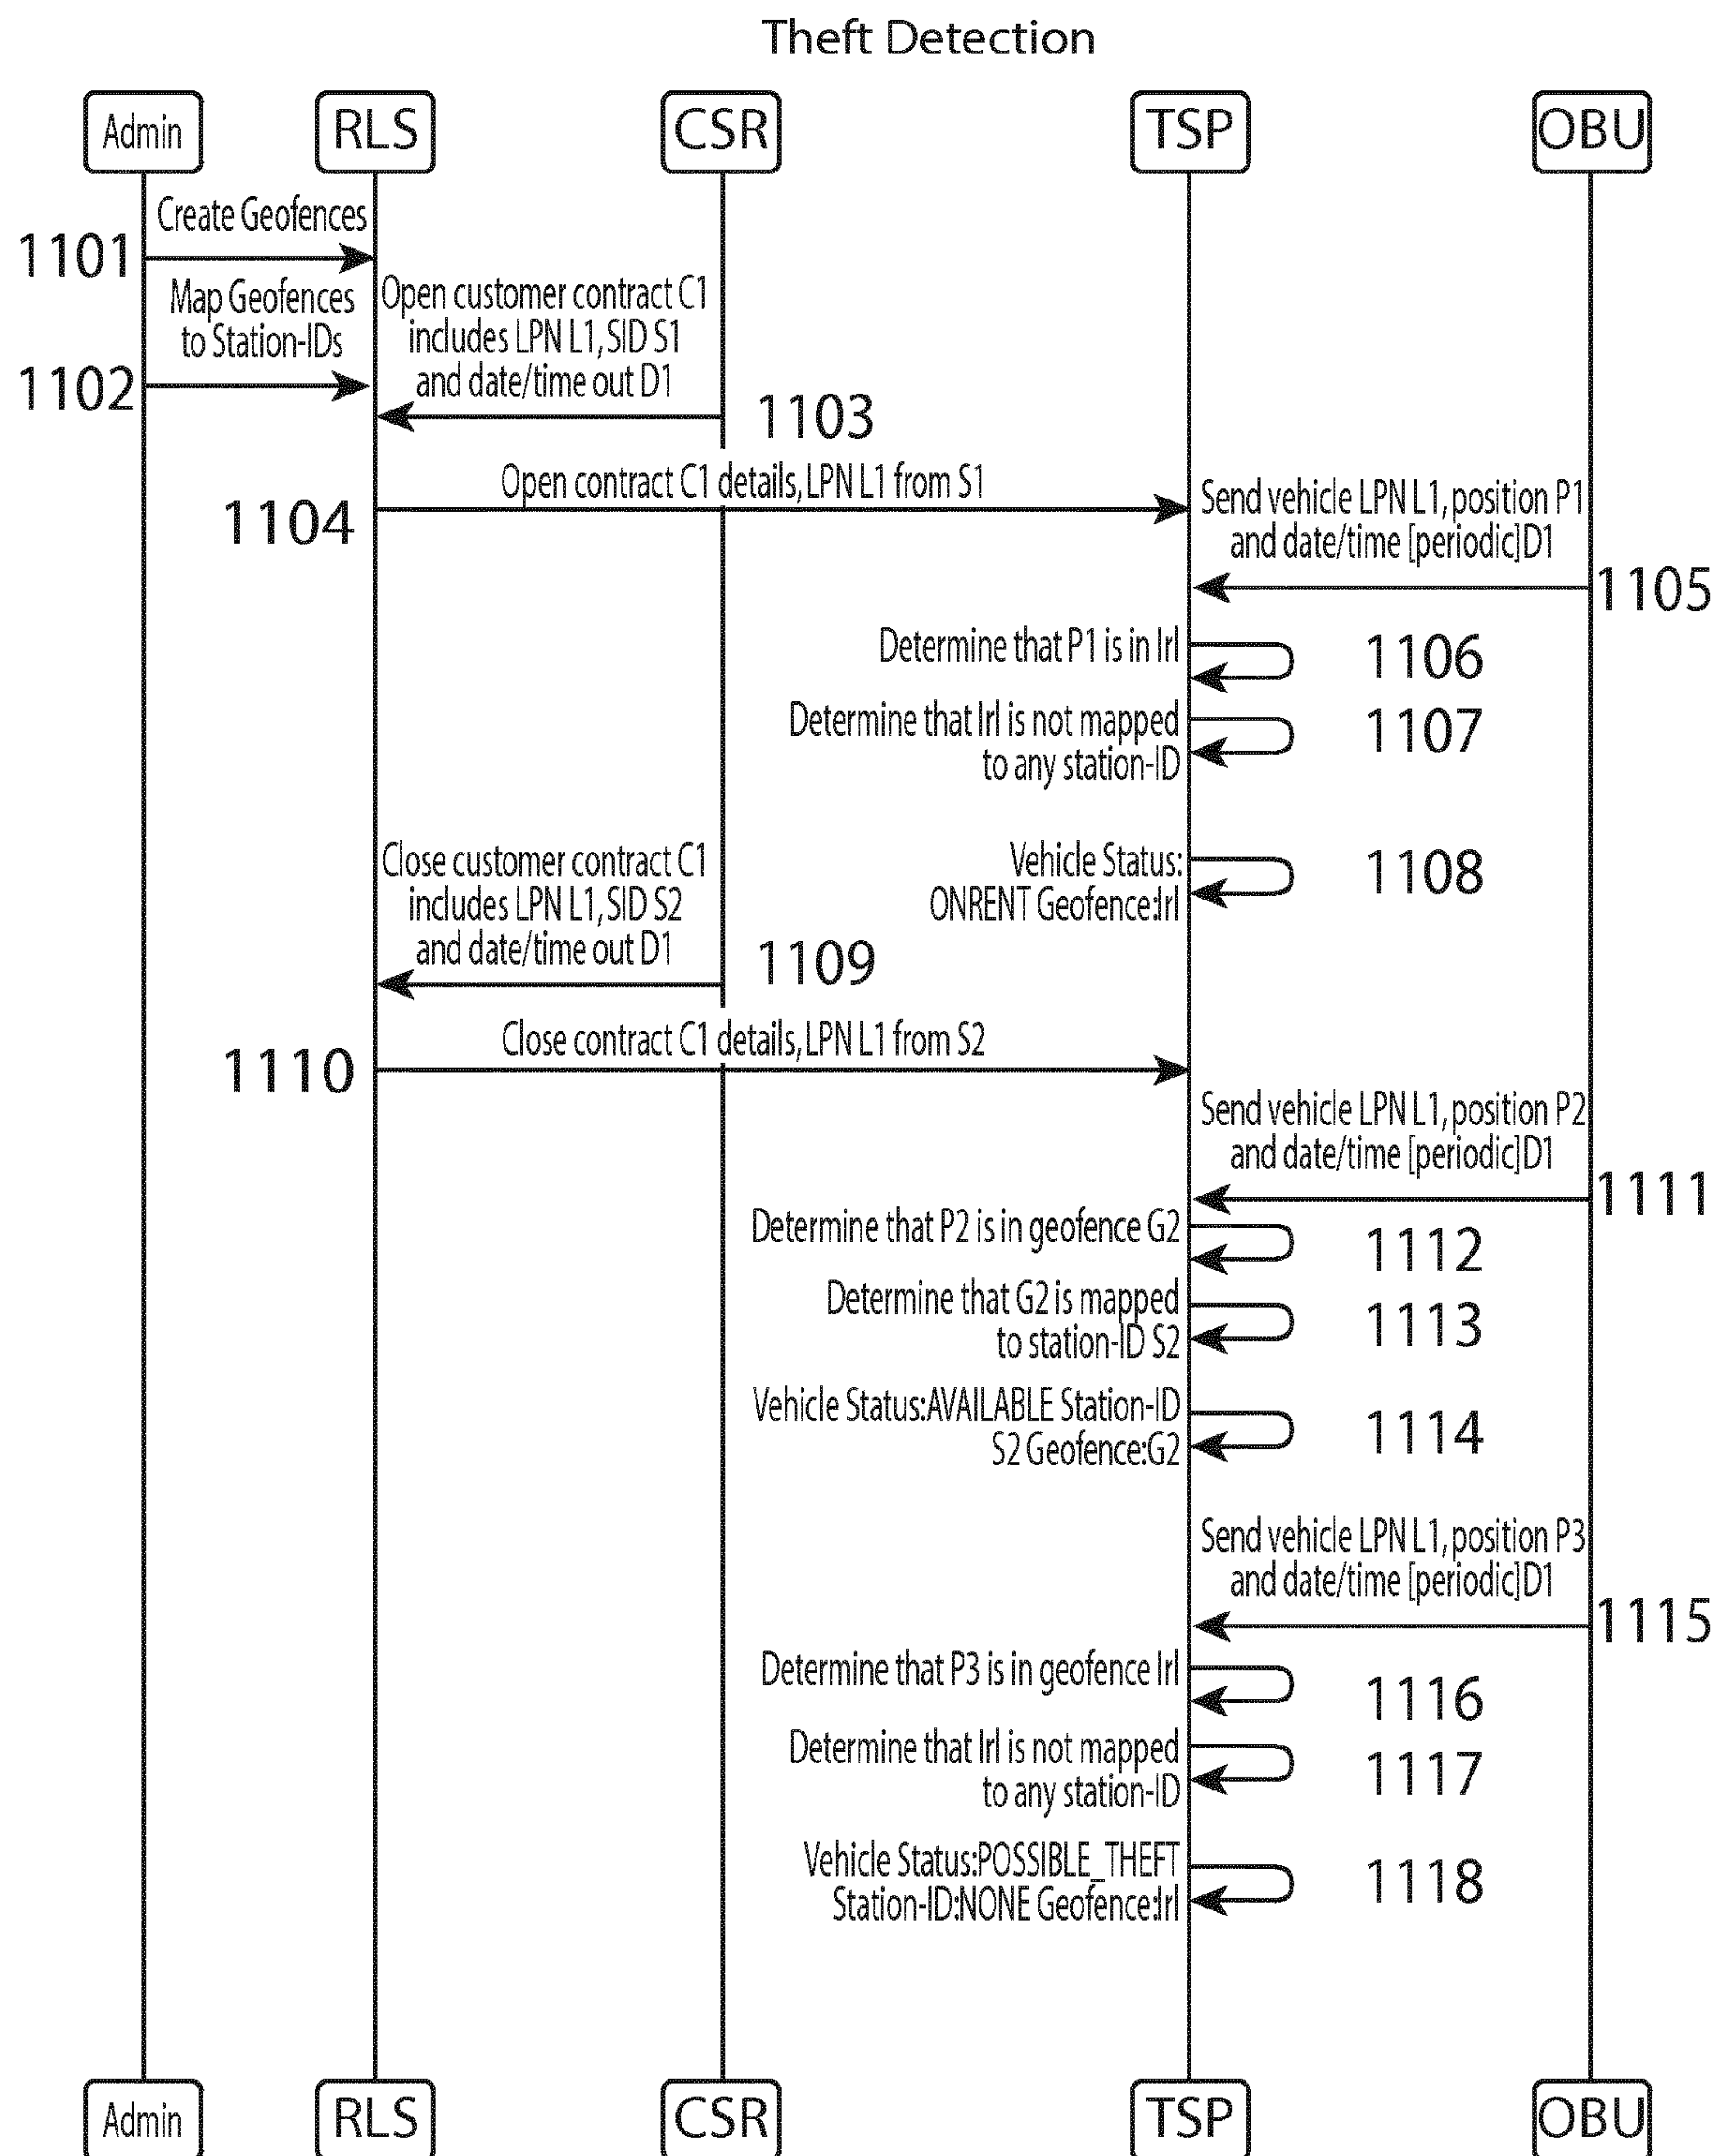 Theft Detection
Admin
RLS
CSR
TSP
OBU
Create Geofences
1101
Map Geofences
to Station-IDs
1102
Open customer contract C1
includes LPN L1, SID S1
and date/time out D1
1103
Open contract C1 details, LPN L1 from S1
1104
Send vehicle LPN L1, position P1
and date/time [periodic]D1
1105
Determine that P1 is in Irl
1106
Determine that Irl is not mapped
to any station-ID
1107
Vehicle Status:
ONRENT Geofence:Irl
1108
Close customer contract C1
includes LPN L1, SID S2
and date/time out D1
1109
Close contract C1 details, LPN L1 from S2
1110
Send vehicle LPN L1, position P2
and date/time [periodic]D1
1111
Determine that P2 is in geofence G2
1112
Determine that G2 is mapped
to station-ID S2
1113
Vehicle Status:AVAILABLE Station-ID
S2 Geofence:G2
1114
Send vehicle LPN L1, position P3
and date/time [periodic]D1
1115
Determine that P3 is in geofence Irl
1116
Determine that Irl is not mapped
to any station-ID
1117
Vehicle Status:POSSIBLE_THEFT
Station-ID:NONE Geofence:Irl
1118
Admin
RLS
CSR
TSP
OBU